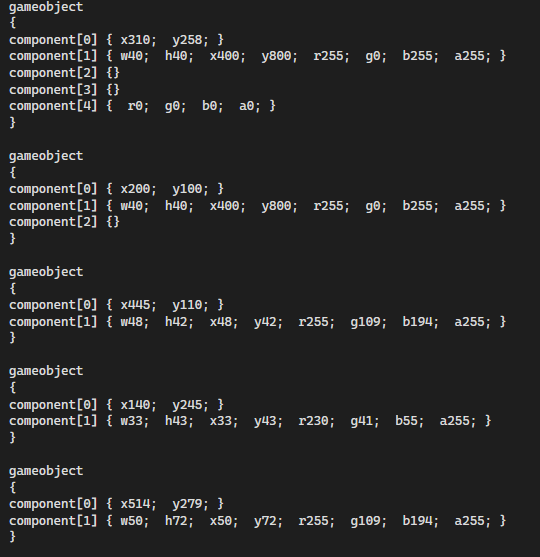 gameobject
{
component[0] { x310;  y258; }
component[1] { w40;  h40;  x400;  y800;  r255;  g0;  b255;  a255; }
component[2] {}
component[3] {}
component[4] {  r0;  g0;  b0;  a0; }
}
gameobject
{
component[0] { x200;  y100; }
component[1] { w40;  h40;  x400;  y800;  r255;  g0;  b255;  a255; }
component[2] {}
}
gameobject
{
component[0] { x445;  y110; }
component[1] { w48;  h42;  x48;  y42;  r255;  g109;  b194;  a255; }
}
gameobject
{
component[0] { x140;  y245; }
component[1] { w33;  h43;  x33;  y43;  r230;  g41;  b55;  a255; }
}
gameobject
{
component[0] { x514;  y279; }
component[1] { w50;  h72;  x50;  y72;  r255;  g109;  b194;  a255; }
}